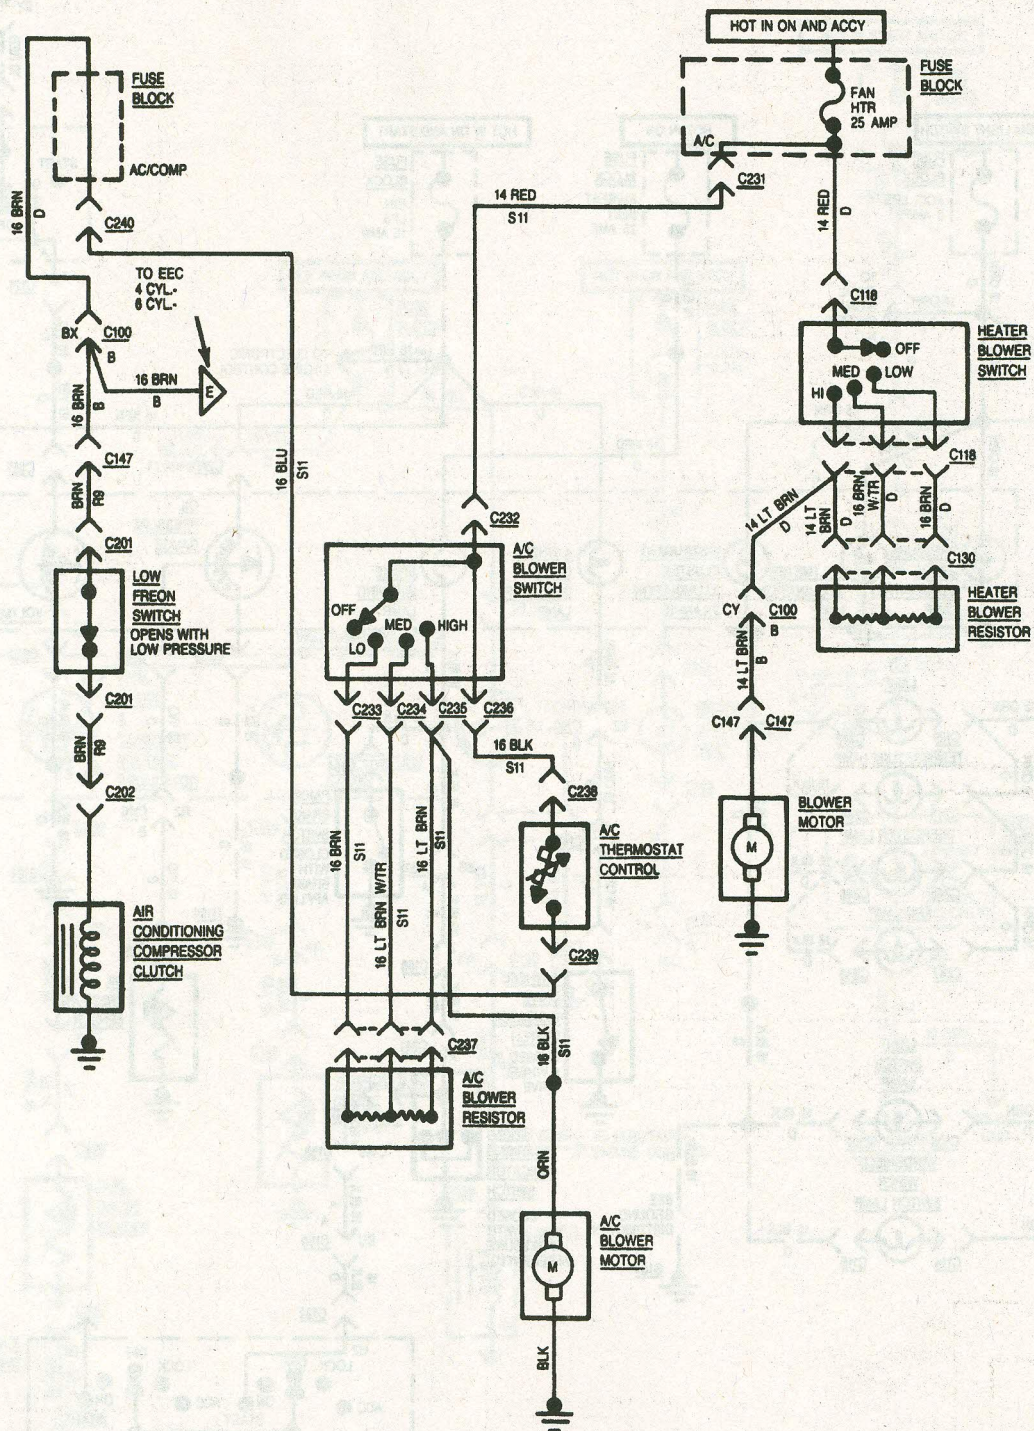 HOT IN ON AND ACCY
FUSE
BLOCK
AC/COMP
16 BRN
D
C240
FUSE
BLOCK
FAN
HTR
25 AMP
A/C
C231
14 RED
S11
14 RED
D
C118
TO EEC
4 CYL.-
6 CYL.-
BX
C100
B
16 BRN
B
E
16 BRN
B
C147
BRN
R9
C201
LOW
FREON
SWITCH
OPENS WITH
LOW PRESSURE
C201
BRN
R9
C202
AIR
CONDITIONING
COMPRESSOR
CLUTCH
16 BLU
S11
HEATER
BLOWER
SWITCH
OFF
MED
LOW
HI
C118
14 LT BRN
D
14 LT
BRN
D
16 BRN
W/TR
D
16 BRN
D
C130
HEATER
BLOWER
RESISTOR
CY
C100
B
14 LT BRN
B
C147
C147
BLOWER
MOTOR
M
C232
A/C
BLOWER
SWITCH
OFF
LO
MED
HIGH
C233
C234
C235
C236
16 BLK
S11
C238
A/C
THERMOSTAT
CONTROL
C239
16 BRN
S11
16 LT BRN W/TR
S11
16 LT BRN
S11
C237
A/C
BLOWER
RESISTOR
16 BLK
S11
ORN
A/C
BLOWER
MOTOR
M
BLK